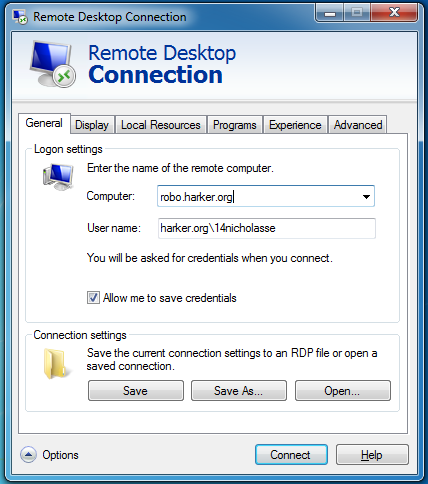 Remote Desktop Connection
Remote Desktop
Connection
General Display Local Resources Programs Experience Advanced
Logon settings
Enter the name of the remote computer.
Computer: robo.harker.org
User name: harker.org\14nicholasse
You will be asked for credentials when you connect.
Allow me to save credentials
Connection settings
Save the current connection settings to an RDP file or open a
saved connection.
Save Save As... Open...
Options Connect Help